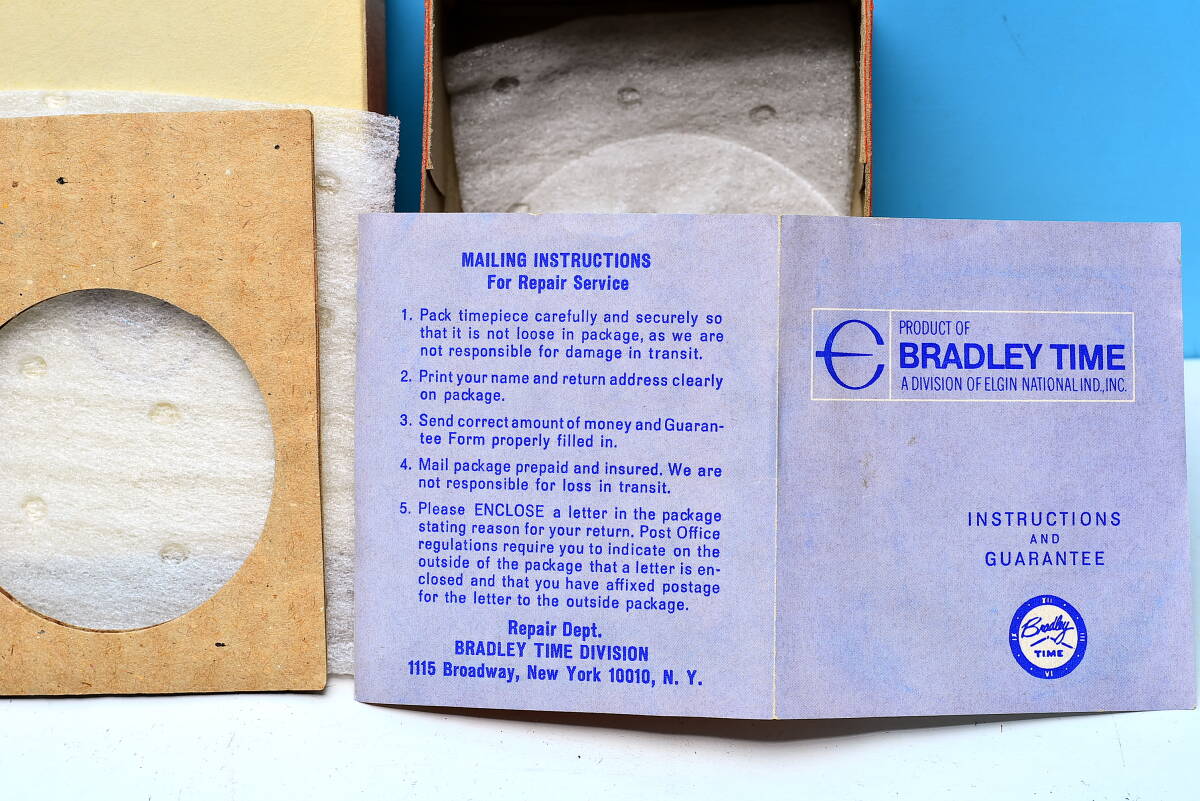 MAILING INSTRUCTIONS
For Repair Service
1. Pack timepiece carefully and securely so
that it is not loose in package, as we are
not responsible for damage in transit.
2. Print your name and return address clearly
on package.
3. Send correct amount of money and Guaran-
tee Form properly filled in.
4. Mail package prepaid and insured. We are
not responsible for loss in transit.
5. Please ENCLOSE a letter in the package
stating reason for your return. Post Office
regulations require you to indicate on the
outside of the package that a letter is en-
closed and that you have affixed postage
for the letter to the outside package.
Repair Dept.
BRADLEY TIME DIVISION
1115 Broadway, New York 10010, N. Y.
PRODUCT OF
BRADLEY TIME
A DIVISION OF ELGIN NATIONAL IND., INC.
INSTRUCTIONS
AND
GUARANTEE
XII
IX
III
Bradley
TIME
VI